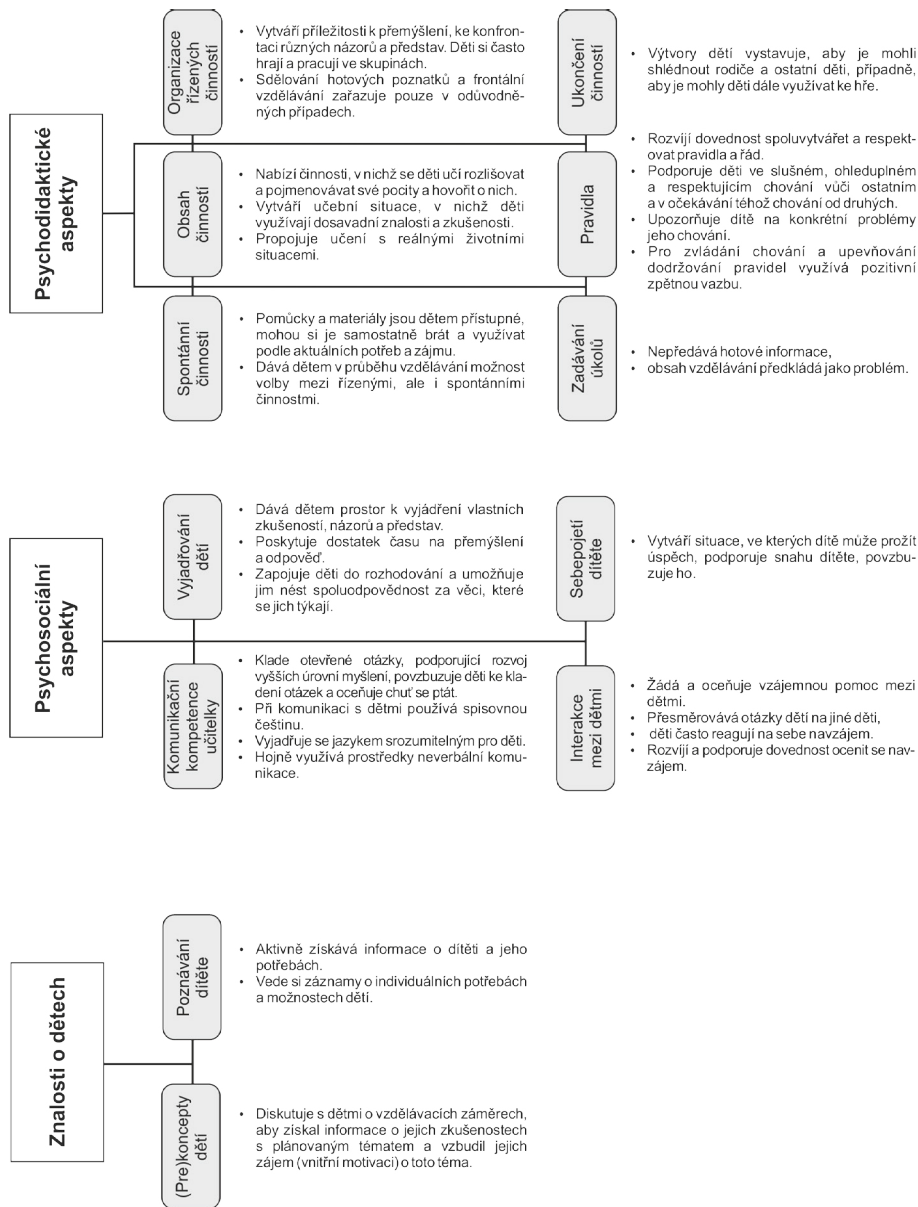 Psychodidaktické
aspekty
Organizace
řízených
činností
• Vytváří příležitosti k přemýšlení, ke konfron-
taci různých názorů a představ. Děti si často
hrají a pracují ve skupinách.
• Sdělování hotových poznatků a frontální
vzdělávání zařazuje pouze v odůvodně-
ných případech.
Ukončení
činností
• Výtvory dětí vystavuje, aby je mohli
shlédnout rodiče a ostatní děti, případně,
aby je mohly děti dále využívat ke hře.
Obsah
činností
• Nabízí činnosti, v nichž se děti učí rozlišovat
a pojmenovávat své pocity a hovořit o nich.
• Vytváří učební situace, v nichž děti
využívají dosavadní znalosti a zkušenosti.
• Propojuje učení s reálnými životními
situacemi.
Pravidla
• Rozvíjí dovednost spoluvytvářet a respekt-
ovat pravidla a řád.
• Podporuje děti ve slušném, ohleduplném
a respektujícím chování vůči ostatním
a v očekávání téhož chování od druhých.
• Upozorňuje dítě na konkrétní problémy
jeho chování.
• Pro zvládání chování a upevňování
dodržování pravidel využívá pozitivní
zpětnou vazbu.
Spontánní
činnosti
• Pomůcky a materiály jsou dětem přístupné,
mohou si je samostatně brát a využívat
podle aktuálních potřeb a zájmu.
• Dává dětem v průběhu vzdělávání možnost
volby mezi řízenými, ale i spontánními
činnostmi.
Zadávání
úkolů
• Nepředává hotové informace,
• obsah vzdělávání předkládá jako problém.
Psychosociální
aspekty
Vyjadřování
dětí
• Dává dětem prostor k vyjádření vlastních
zkušeností, názorů a představ.
• Poskytuje dostatek času na přemýšlení
a odpověď.
• Zapojuje děti do rozhodování a umožňuje
jim nést spoluodpovědnost za věci, které
se jich týkají.
Sebepojetí
dítěte
• Vytváří situace, ve kterých dítě může prožít
úspěch, podporuje snahu dítěte, povzbu-
zuje ho.
Komunikační
kompetence
učitelky
• Klade otevřené otázky, podporující rozvoj
vyšších úrovní myšlení, povzbuzuje děti ke kla-
dení otázek a oceňuje chuť se ptát.
• Při komunikaci s dětmi používá spisovnou
češtinu.
• Vyjadřuje se jazykem srozumitelným pro děti.
• Hojně využívá prostředky neverbální komu-
nikace.
Interakce
mezi dětmi
• Žádá a oceňuje vzájemnou pomoc mezi
dětmi.
• Přesměrovává otázky dětí na jiné děti,
• děti často reagují na sebe navzájem.
• Rozvíjí a podporuje dovednost ocenit se nav-
zájem.
Znalosti o dětech
Poznávání
dítěte
• Aktivně získává informace o dítěti a jeho
potřebách.
• Vede si záznamy o individuálních potřebách
a možnostech dětí.
(Pre)koncepty
dětí
• Diskutuje s dětmi o vzdělávacích záměrech,
aby získal informace o jejich zkušenostech
s plánovaným tématem a vzbudil jejich
zájem (vnitřní motivaci) o toto téma.